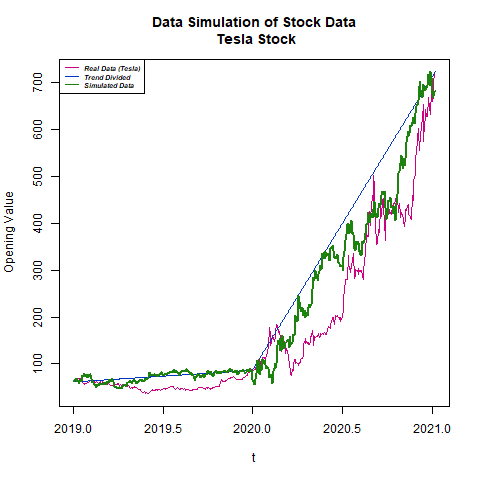 Data Simulation of Stock Data
Tesla Stock
Real Data (Tesla)
Trend Divided
Simulated Data
Opening Value
700
600
500
400
300
200
100
2019.0 2019.5 2020.0 2020.5 2021.0
t